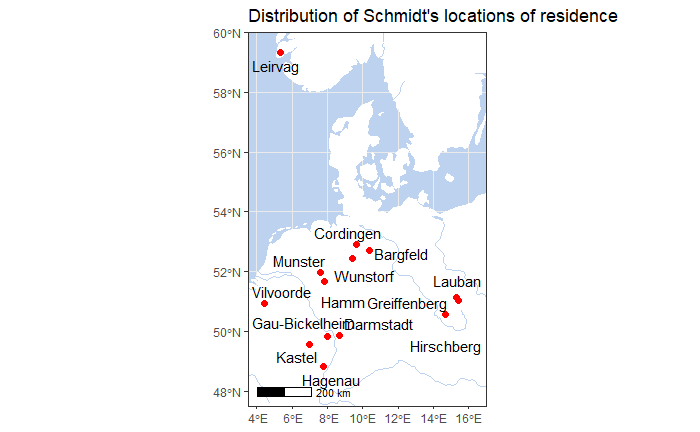 Distribution of Schmidt's locations of residence
60°N
Leirvag
58°N
56°N
54°N
Cordingen
Bargfeld
Munster
52°N
Wunstorf
Lauban
Vilvoorde
Hamm
Greiffenberg
Gau-Bickelheim
Darmstadt
50°N
Hirschberg
Kastel
Hagenau
48°N
200 km
4°E
6°E
8°E
10°E
12°E
14°E
16°E